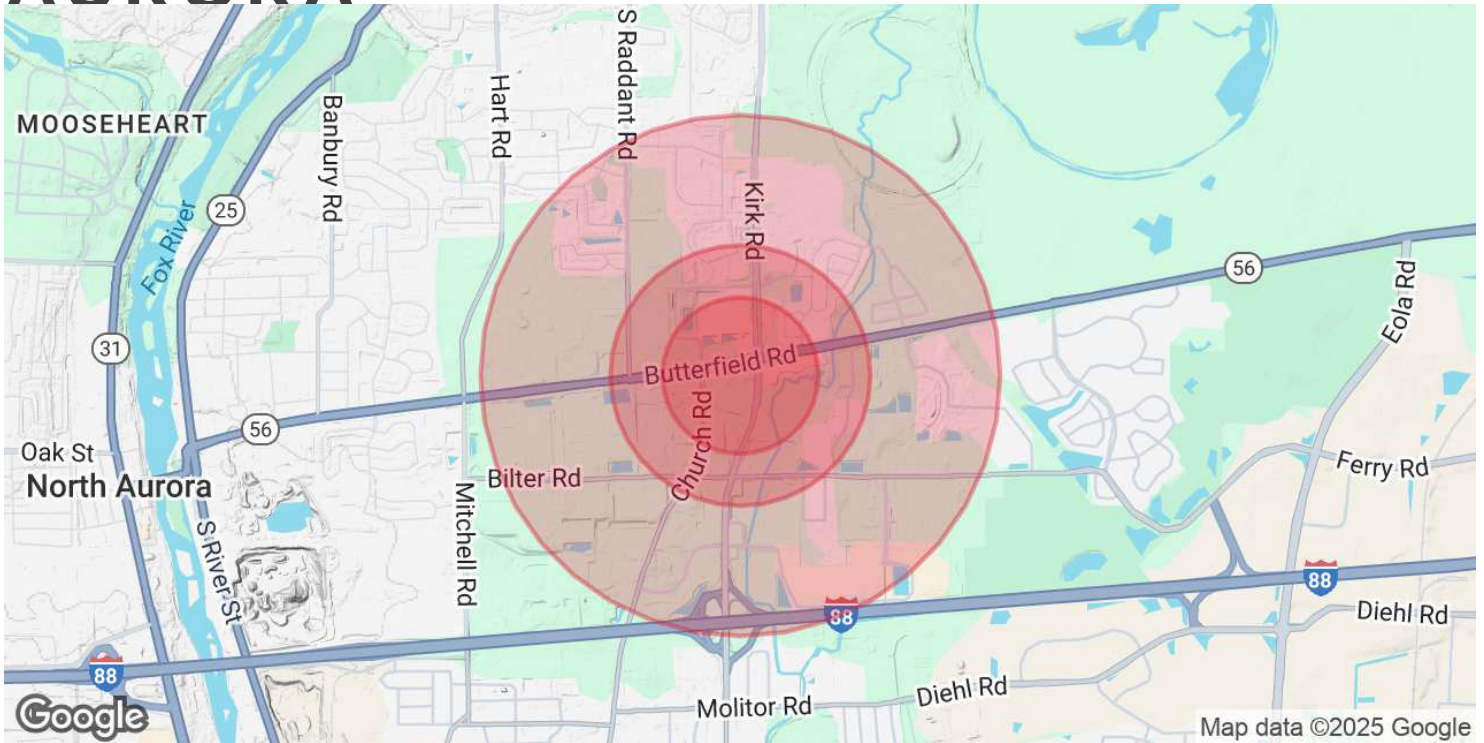 AURORA
S Raddant Rd
Hart Rd
Banbury Rd
MOOSEHEART
Kirk Rd
25
Fox River
56
Eola Rd
31
Butterfield Rd
56
Church Rd
Oak St
North Aurora
Bilter Rd
Ferry Rd
Mitchell Rd
S River St
88
88
Diehl Rd
88
Diehl Rd
Molitor Rd
Google
Map data ©2025 Google